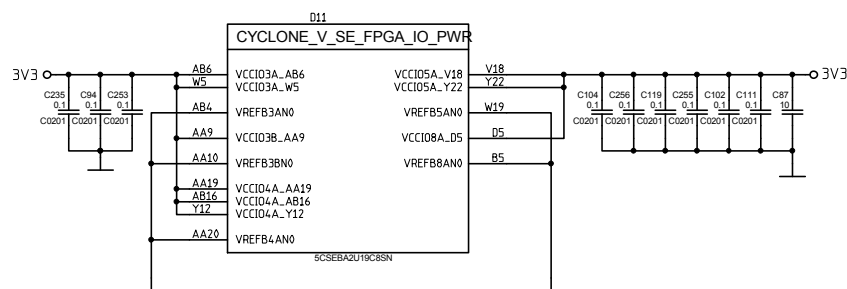 D11
CYCLONE_V_SE_FPGA_IO_PWR
3V3
AB6 VCCIO3A_AB6 VCCIO5A_V18 V18
3V3
W5 VCCIO3A_W5 VCCIO5A_Y22 Y22
C235 C94 C253
0.1 0.1 0.1
C0201 C0201 C0201
C104 C256 C119 C255 C102 C111 C87
0.1 0.1 0.1 0.1 0.1 0.1 10
C0201 C0201 C0201 C0201 C0201 C0201
AB4 VREFB3AN0 VREFB5AN0 W19
AA9 VCCIO3B_AA9 VCCIO8A_D5 D5
AA10 VREFB3BN0 VREFB8AN0 B5
AA19 VCCIO4A_AA19
AB16 VCCIO4A_AB16
Y12 VCCIO4A_Y12
AA20 VREFB4AN0
5CSEBA2U19C8SN